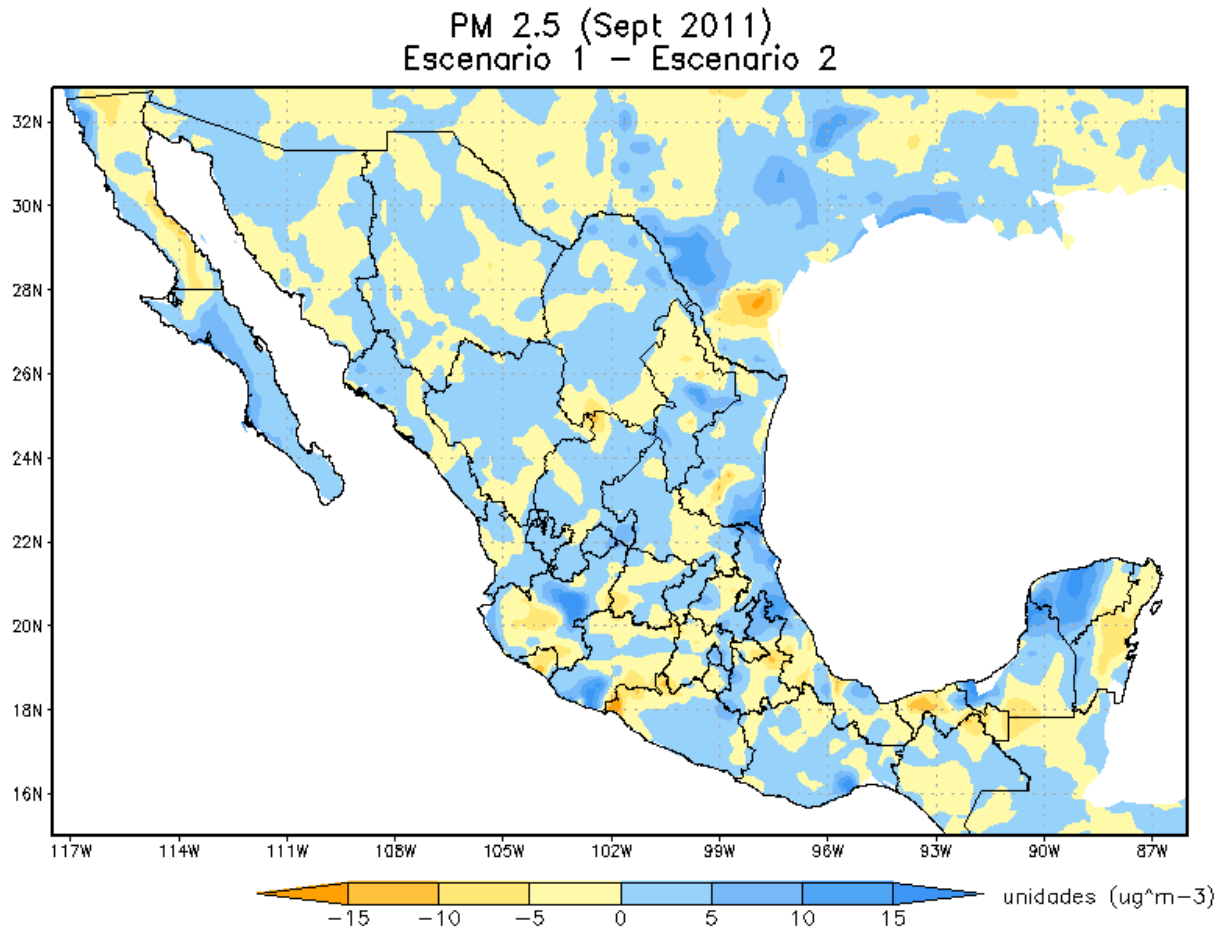 PM 2.5 (Sept 2011)
Escenario 1 – Escenario 2
32N
30N
28N
26N
24N
22N
20N
18N
16N
117W 114W 111W 108W 105W 102W 99W 96W 93W 90W 87W
−15 −10 −5 0 5 10 15
unidades (ug^m−3)